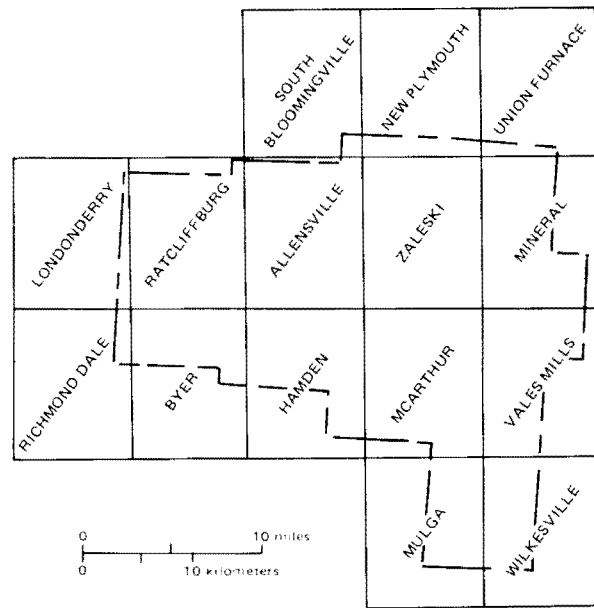 SOUTH
BLOOMINGVILLE
NEW PLYMOUTH
UNION FURNACE
LONDONDERRY
RATCLIFFBURG
ALLENSVILLE
ZALESKI
MINERAL
RICHMOND DALE
BYER
HAMDEN
MCARTHUR
VALES MILLS
MULGA
WILKESVILLE
0 10 miles
0 10 kilometers